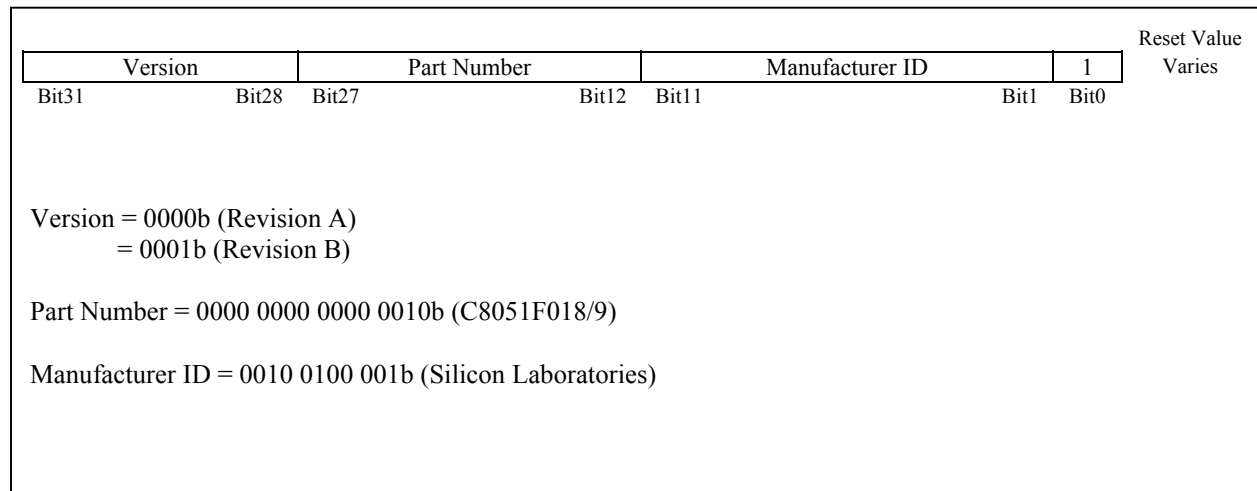 Reset Value
Version Part Number Manufacturer ID 1 Varies
Bit31 Bit28 Bit27 Bit12 Bit11 Bit1 Bit0
Version = 0000b (Revision A)
= 0001b (Revision B)
Part Number = 0000 0000 0000 0010b (C8051F018/9)
Manufacturer ID = 0010 0100 001b (Silicon Laboratories)